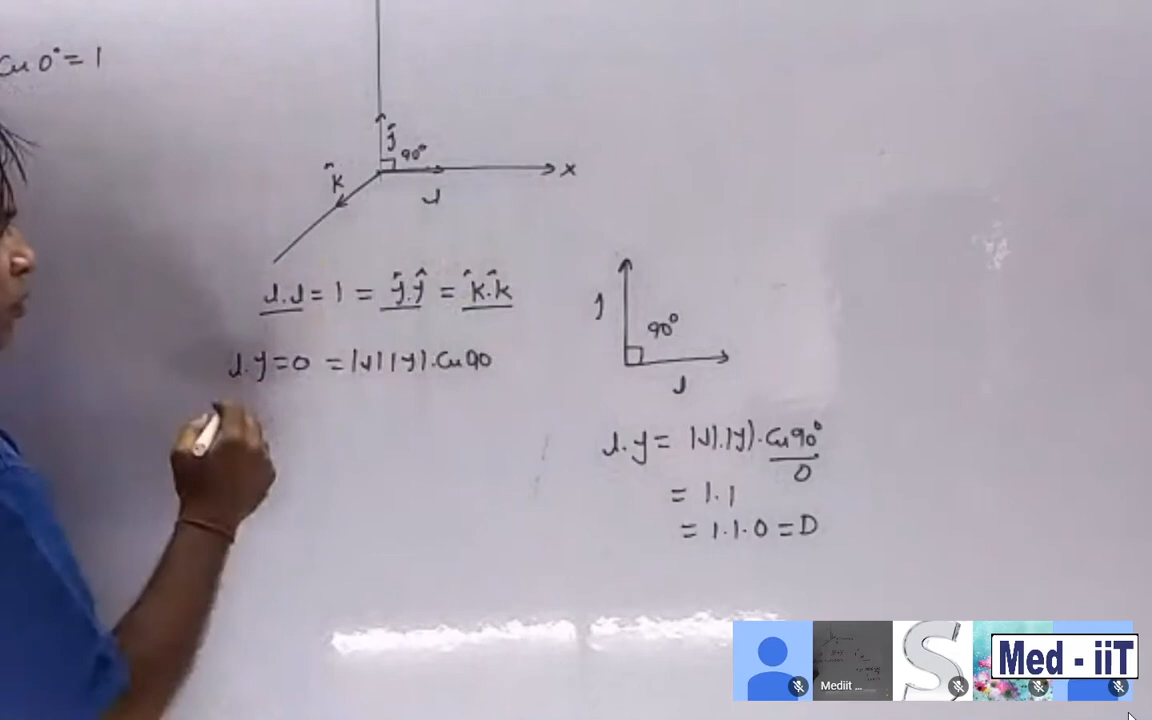 Cos 0° = 1
ĵ
90°
k̂
x
i
i.i = 1 = ĵ.ĵ = k̂.k̂
j
90°
i.j = 0 = |i| |j|.Cos 90
i
i.j = |i|.|j|.Cos 90°
0
= 1.1
= 1.1.0 = 0
Med - iiT
Mediit ...